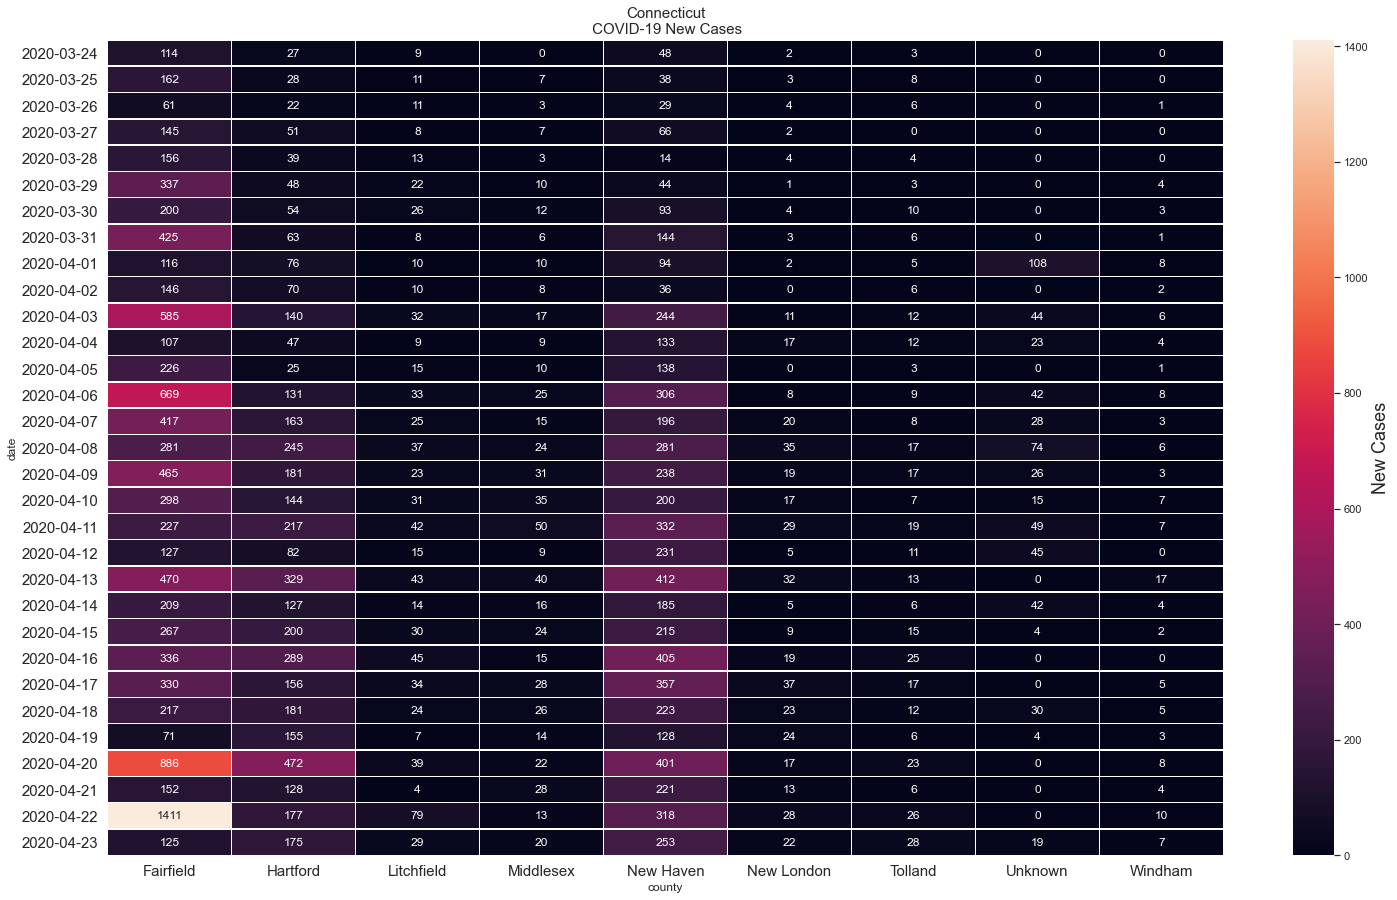 Connecticut
COVID-19 New Cases
2020-03-24 114 27 9 0 48 2 3 0 0
2020-03-25 162 28 11 7 38 3 8 0 0
2020-03-26 61 22 11 3 29 4 6 0 1
2020-03-27 145 51 8 7 66 2 0 0 0
2020-03-28 156 39 13 3 14 4 4 0 0
2020-03-29 337 48 22 10 44 1 3 0 4
2020-03-30 200 54 26 12 93 4 10 0 3
2020-03-31 425 63 8 6 144 3 6 0 1
2020-04-01 116 76 10 10 94 2 5 108 8
2020-04-02 146 70 10 8 36 0 6 0 2
2020-04-03 585 140 32 17 244 11 12 44 6
2020-04-04 107 47 9 9 133 17 12 23 4
2020-04-05 226 25 15 10 138 0 3 0 1
2020-04-06 669 131 33 25 306 8 9 42 8
2020-04-07 417 163 25 15 196 20 8 28 3
2020-04-08 281 245 37 24 281 35 17 74 6
2020-04-09 465 181 23 31 238 19 17 26 3
2020-04-10 298 144 31 35 200 17 7 15 7
2020-04-11 227 217 42 50 332 29 19 49 7
2020-04-12 127 82 15 9 231 5 11 45 0
2020-04-13 470 329 43 40 412 32 13 0 17
2020-04-14 209 127 14 16 185 5 6 42 4
2020-04-15 267 200 30 24 215 9 15 4 2
2020-04-16 336 289 45 15 405 19 25 0 0
2020-04-17 330 156 34 28 357 37 17 0 5
2020-04-18 217 181 24 26 223 23 12 30 5
2020-04-19 71 155 7 14 128 24 6 4 3
2020-04-20 886 472 39 22 401 17 23 0 8
2020-04-21 152 128 4 28 221 13 6 0 4
2020-04-22 1411 177 79 13 318 28 26 0 10
2020-04-23 125 175 29 20 253 22 28 19 7
Fairfield Hartford Litchfield Middlesex New Haven New London Tolland Unknown Windham
county
date
1400
1200
1000
800
600
400
200
0
New Cases